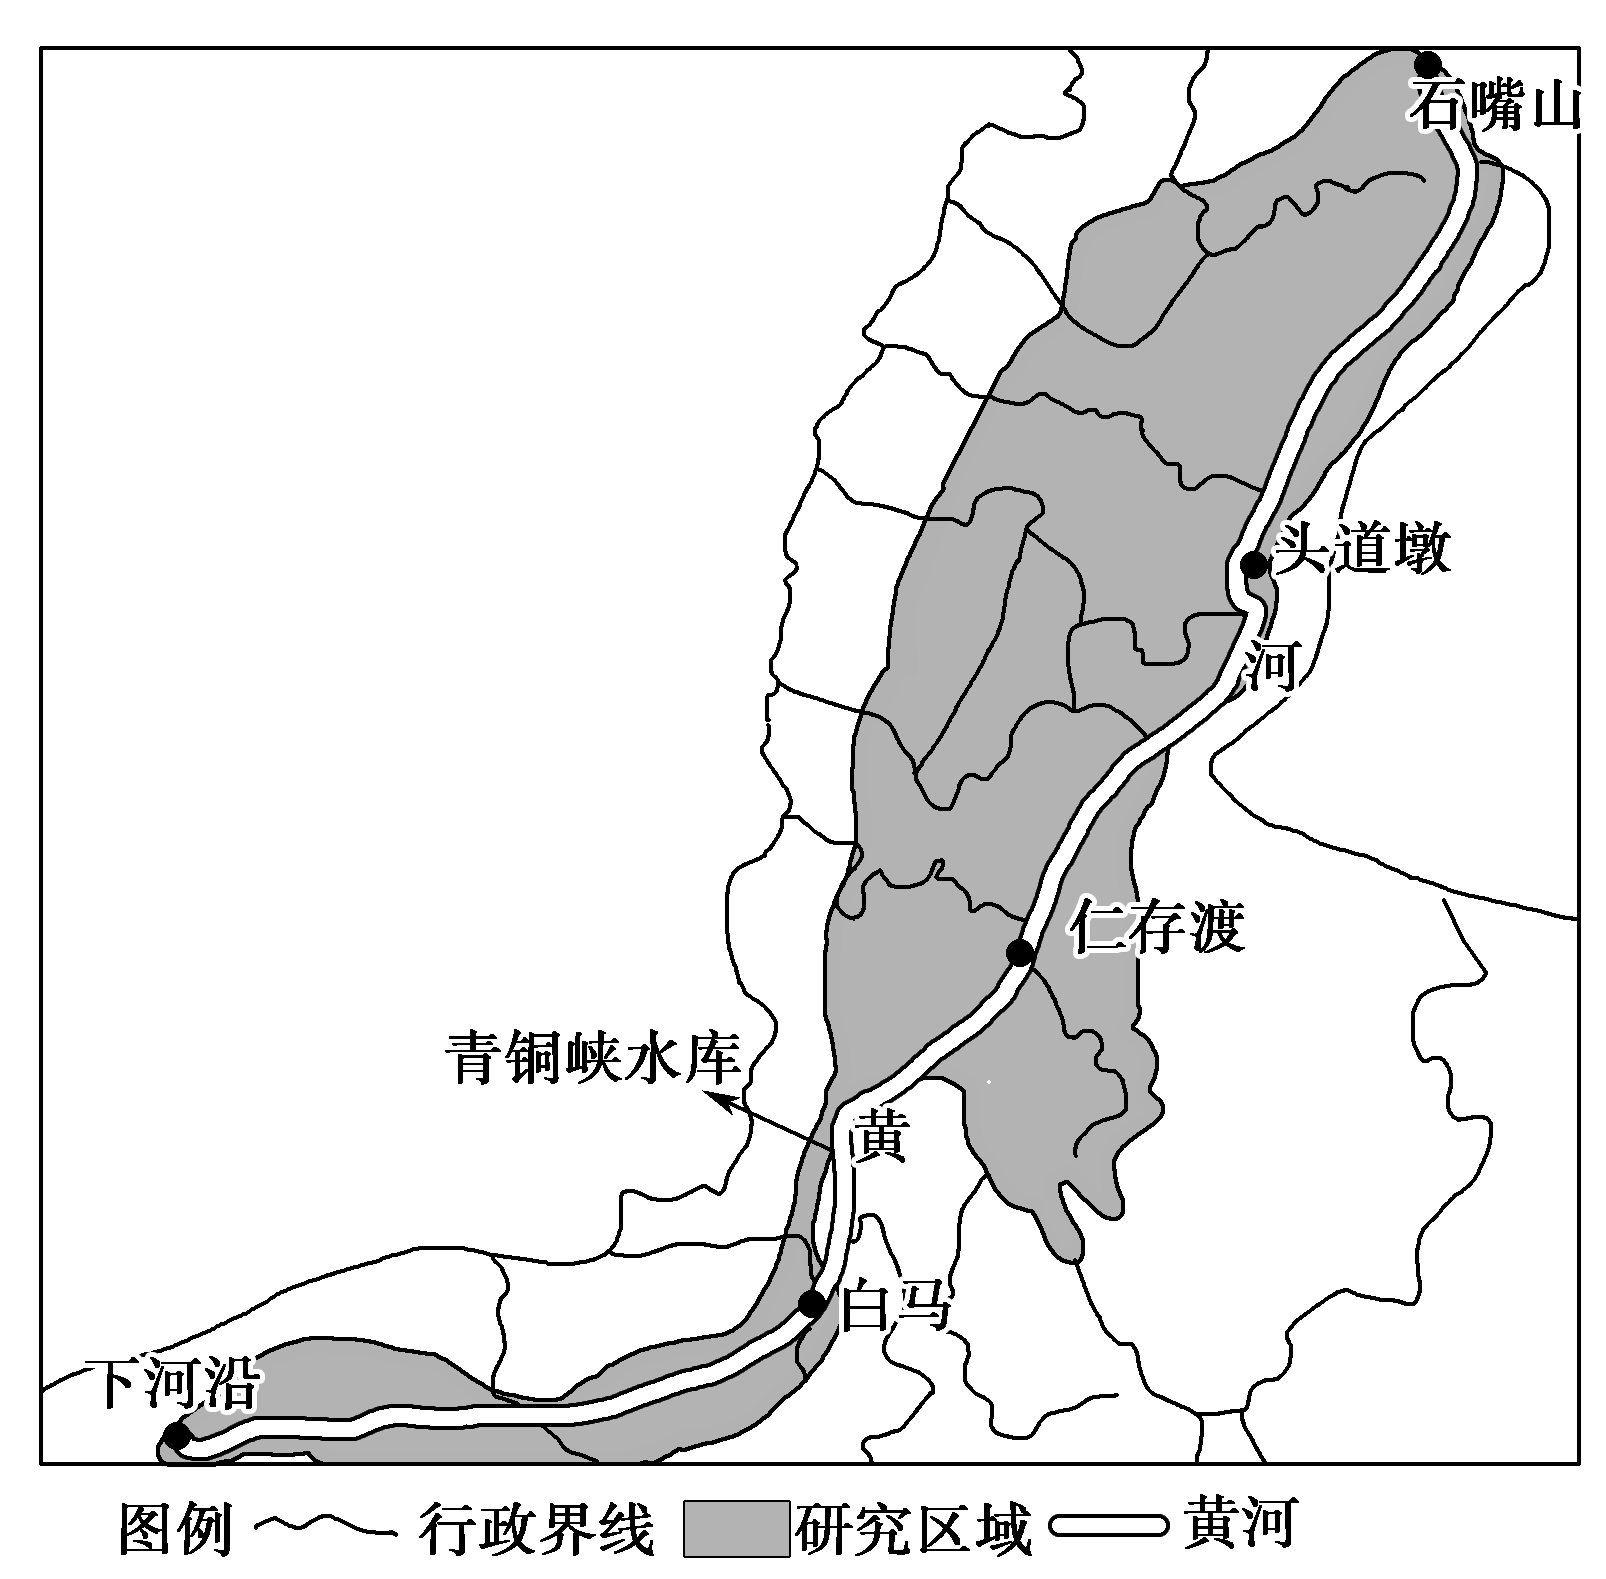 石嘴山
头道墩
河
仁存渡
青铜峡水库
黄
白马
下河沿
图例 行政界线 研究区域 黄河